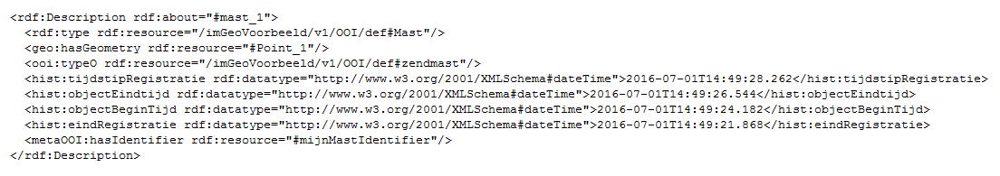 <rdf:Description rdf:about="#mast_1">
  <rdf:type rdf:resource="/imGeoVoorbeeld/v1/OOI/def#Mast"/>
  <geo:hasGeometry rdf:resource="#Point_1"/>
  <ooi:typeO rdf:resource="/imGeoVoorbeeld/v1/OOI/def#zendmast"/>
  <hist:tijdstipRegistratie rdf:datatype="http://www.w3.org/2001/XMLSchema#dateTime">2016-07-01T14:49:28.262</hist:tijdstipRegistratie>
  <hist:objectEindtijd rdf:datatype="http://www.w3.org/2001/XMLSchema#dateTime">2016-07-01T14:49:26.544</hist:objectEindtijd>
  <hist:objectBeginTijd rdf:datatype="http://www.w3.org/2001/XMLSchema#dateTime">2016-07-01T14:49:24.182</hist:objectBeginTijd>
  <hist:eindRegistratie rdf:datatype="http://www.w3.org/2001/XMLSchema#dateTime">2016-07-01T14:49:21.868</hist:eindRegistratie>
  <metaOOI:hasIdentifier rdf:resource="#mijnMastIdentifier"/>
</rdf:Description>